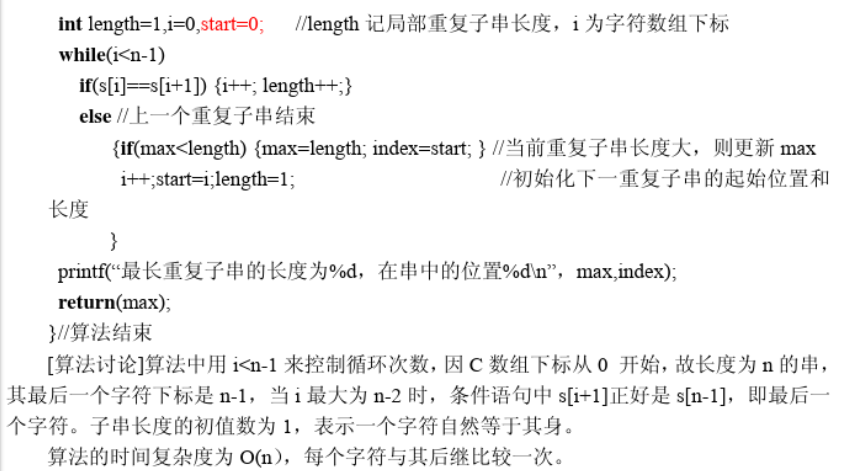 int length=1,i=0,start=0;    //length 记局部重复子串长度，i 为字符数组下标
while(i<n-1)
if(s[i]==s[i+1]) {i++; length++;}
else //上一个重复子串结束
{if(max<length) {max=length; index=start; } //当前重复子串长度大，则更新 max
i++;start=i;length=1;    //初始化下一重复子串的起始位置和
长度
}
printf(“最长重复子串的长度为%d，在串中的位置%d\n”，max,index);
return(max);
}//算法结束
[算法讨论]算法中用 i<n-1 来控制循环次数，因 C 数组下标从 0 开始，故长度为 n 的串，
其最后一个字符下标是 n-1，当 i 最大为 n-2 时，条件语句中 s[i+1]正好是 s[n-1]，即最后一
个字符。子串长度的初值数为 1，表示一个字符自然等于其身。
算法的时间复杂度为 O(n），每个字符与其后继比较一次。